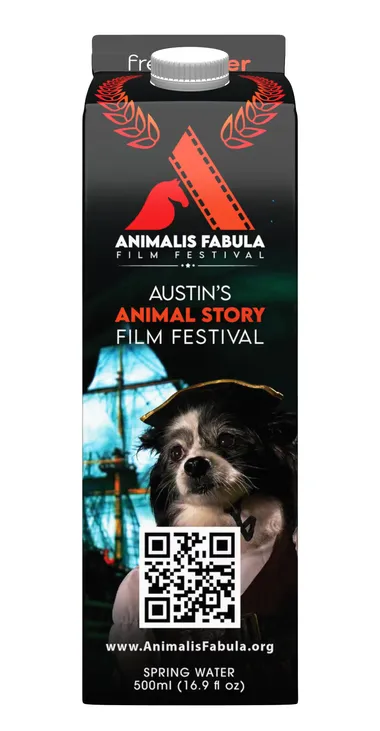 ANIMALIS FABULA
FILM FESTIVAL
AUSTIN'S
ANIMAL STORY
FILM FESTIVAL
www.AnimalisFabula.org
SPRING WATER
500ml (16.9 fl oz)